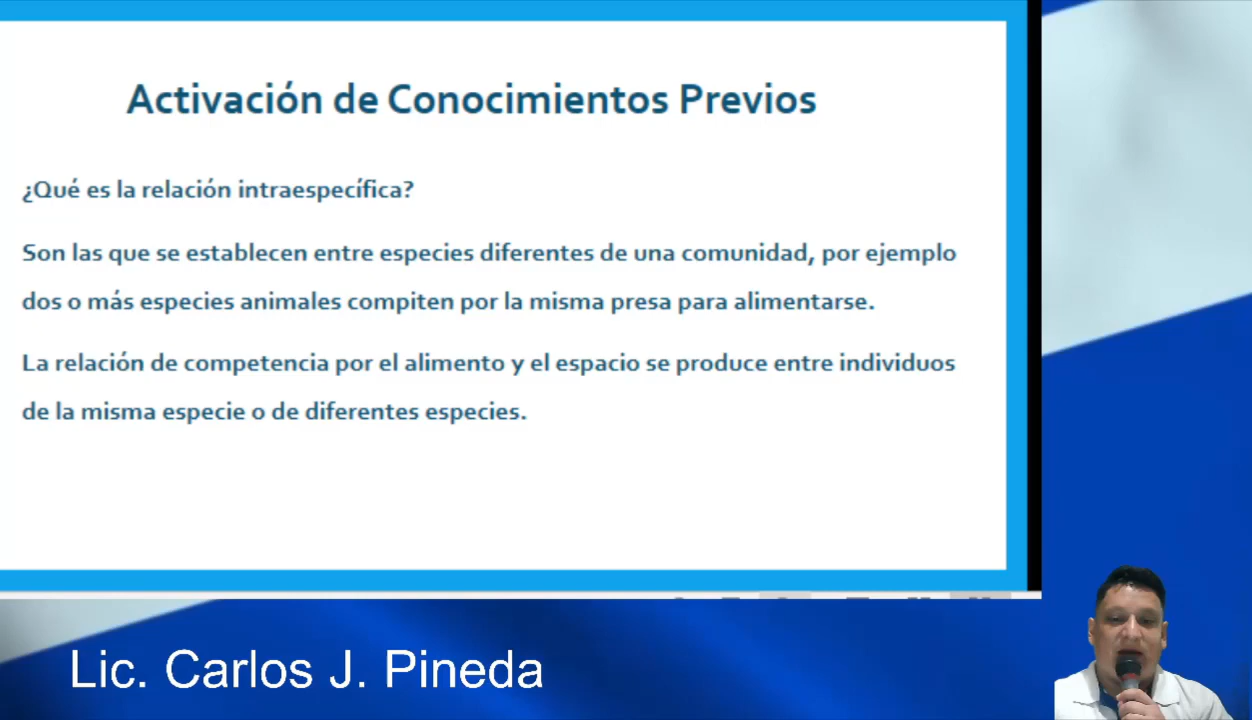 Activación de Conocimientos Previos
¿Qué es la relación intraespecífica?
Son las que se establecen entre especies diferentes de una comunidad, por ejemplo
dos o más especies animales compiten por la misma presa para alimentarse.
La relación de competencia por el alimento y el espacio se produce entre individuos
de la misma especie o de diferentes especies.
Lic. Carlos J. Pineda